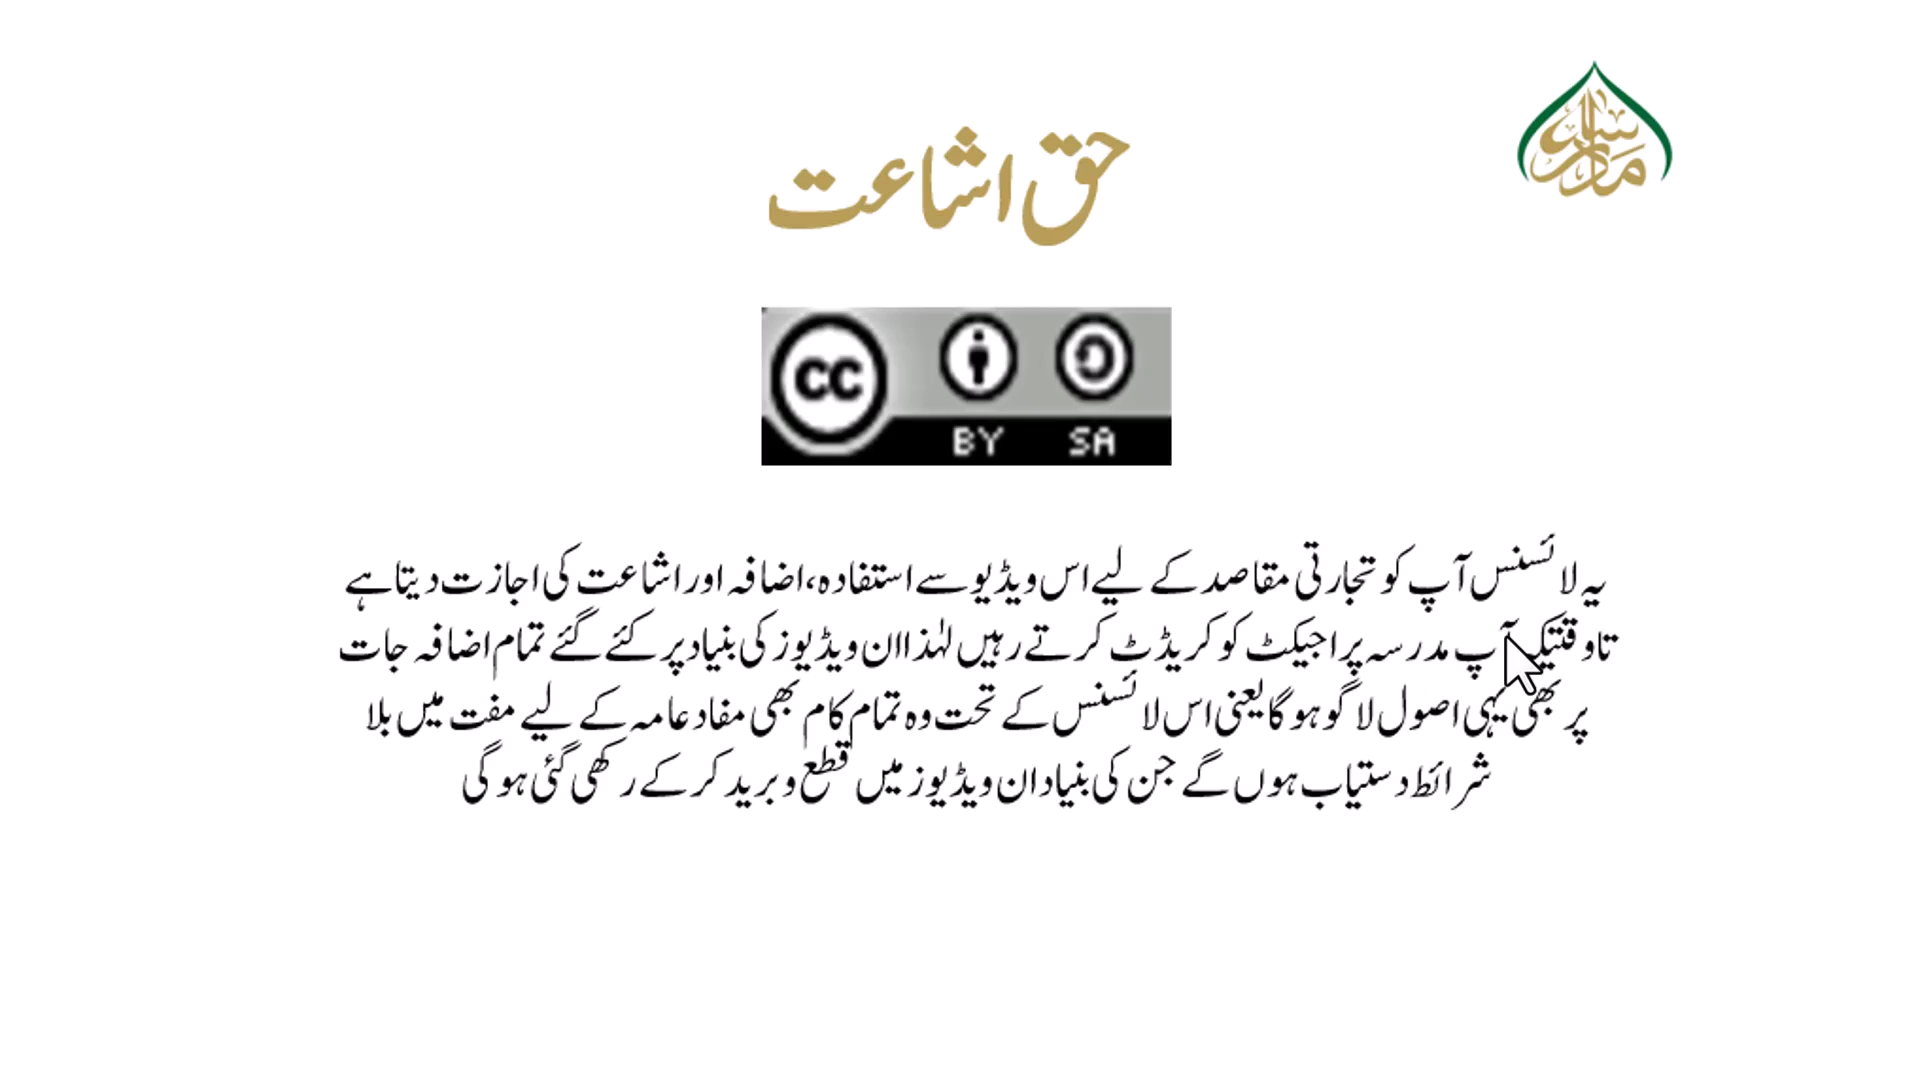 مدرسہ
حق اشاعت
cc
BY SA
یہ لائسنس آپ کو تجارتی مقاصد کے لیے اس ویڈیو سے استفادہ، اضافہ اور اشاعت کی اجازت دیتا ہے
تاوقتیکہ آپ مدرسہ پراجیکٹ کو کریڈٹ کرتے رہیں لہٰذا ان ویڈیوز کی بنیاد پر کئے گئے تمام اضافہ جات
پر بھی یہی اصول لاگو ہو گا یعنی اس لائسنس کے تحت وہ تمام کام بھی مفاد عامہ کے لیے مفت میں بلا
شرائط دستیاب ہوں گے جن کی بنیاد ان ویڈیوز میں قطع و برید کر کے رکھی گئی ہو گی